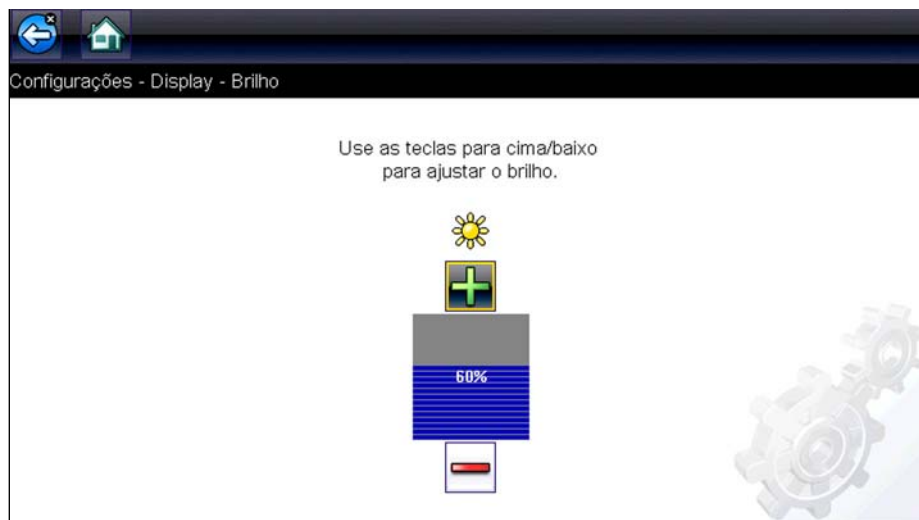 Configurações - Display - Brilho
Use as teclas para cima/baixo
para ajustar o brilho.
60%